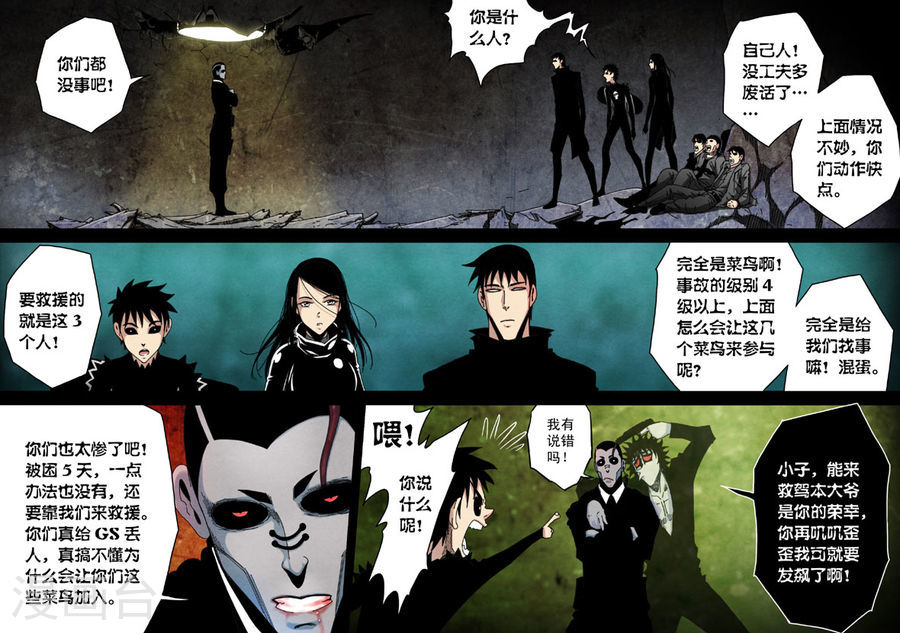 你们都
没事吧！
你是什
么人？
自己人！
没工夫多
废话了…
……
上面情况
不妙，你
们动作快
点。
要救援的
就是这 3
个人！
完全是菜鸟啊！
事故的级别 4
级以上，上面
怎么会让这几
个菜鸟来参与
呢？
完全是给
我们找事
嘛！混蛋。
你们也太惨了吧！
被困 5 天，一点
办法也没有，还
要靠我们来救援。
你们真给 GS 丢
人，真搞不懂为
什么会让你们这
些菜鸟加入。
喂！
你说
什么
呢！
我有
说错
吗！
小子，能来
救驾本大爷
是你的荣幸，
你再叽叽歪
歪我可就要
发飙了啊！
漫画台